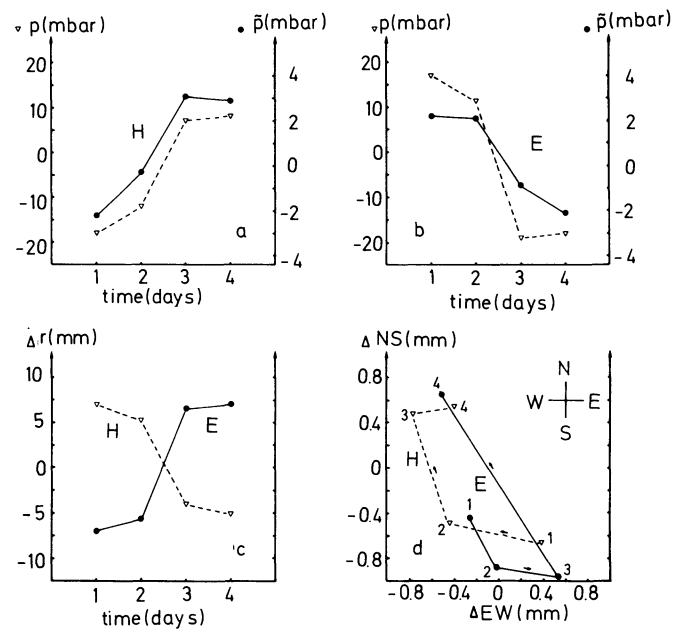 ▿ p(mbar) ● p̃(mbar)
20
10
0
-10
-20
4
2
0
-2
-4
H
a
1 2 3 4
time(days)
▿p(mbar) ● p̃(mbar)
20
10
0
-10
-20
4
2
0
-2
-4
E
b
1 2 3 4
time(days)
Δr(mm)
10
5
0
-5
-10
H
E
c
1 2 3 4
time(days)
Δ NS(mm)
0.8
0.4
0
-0.4
-0.8
N
W E
S
4
3 4
H
E
1
2 1
2 3
d
-0.8 -0.4 0 0.4 0.8
ΔEW(mm)